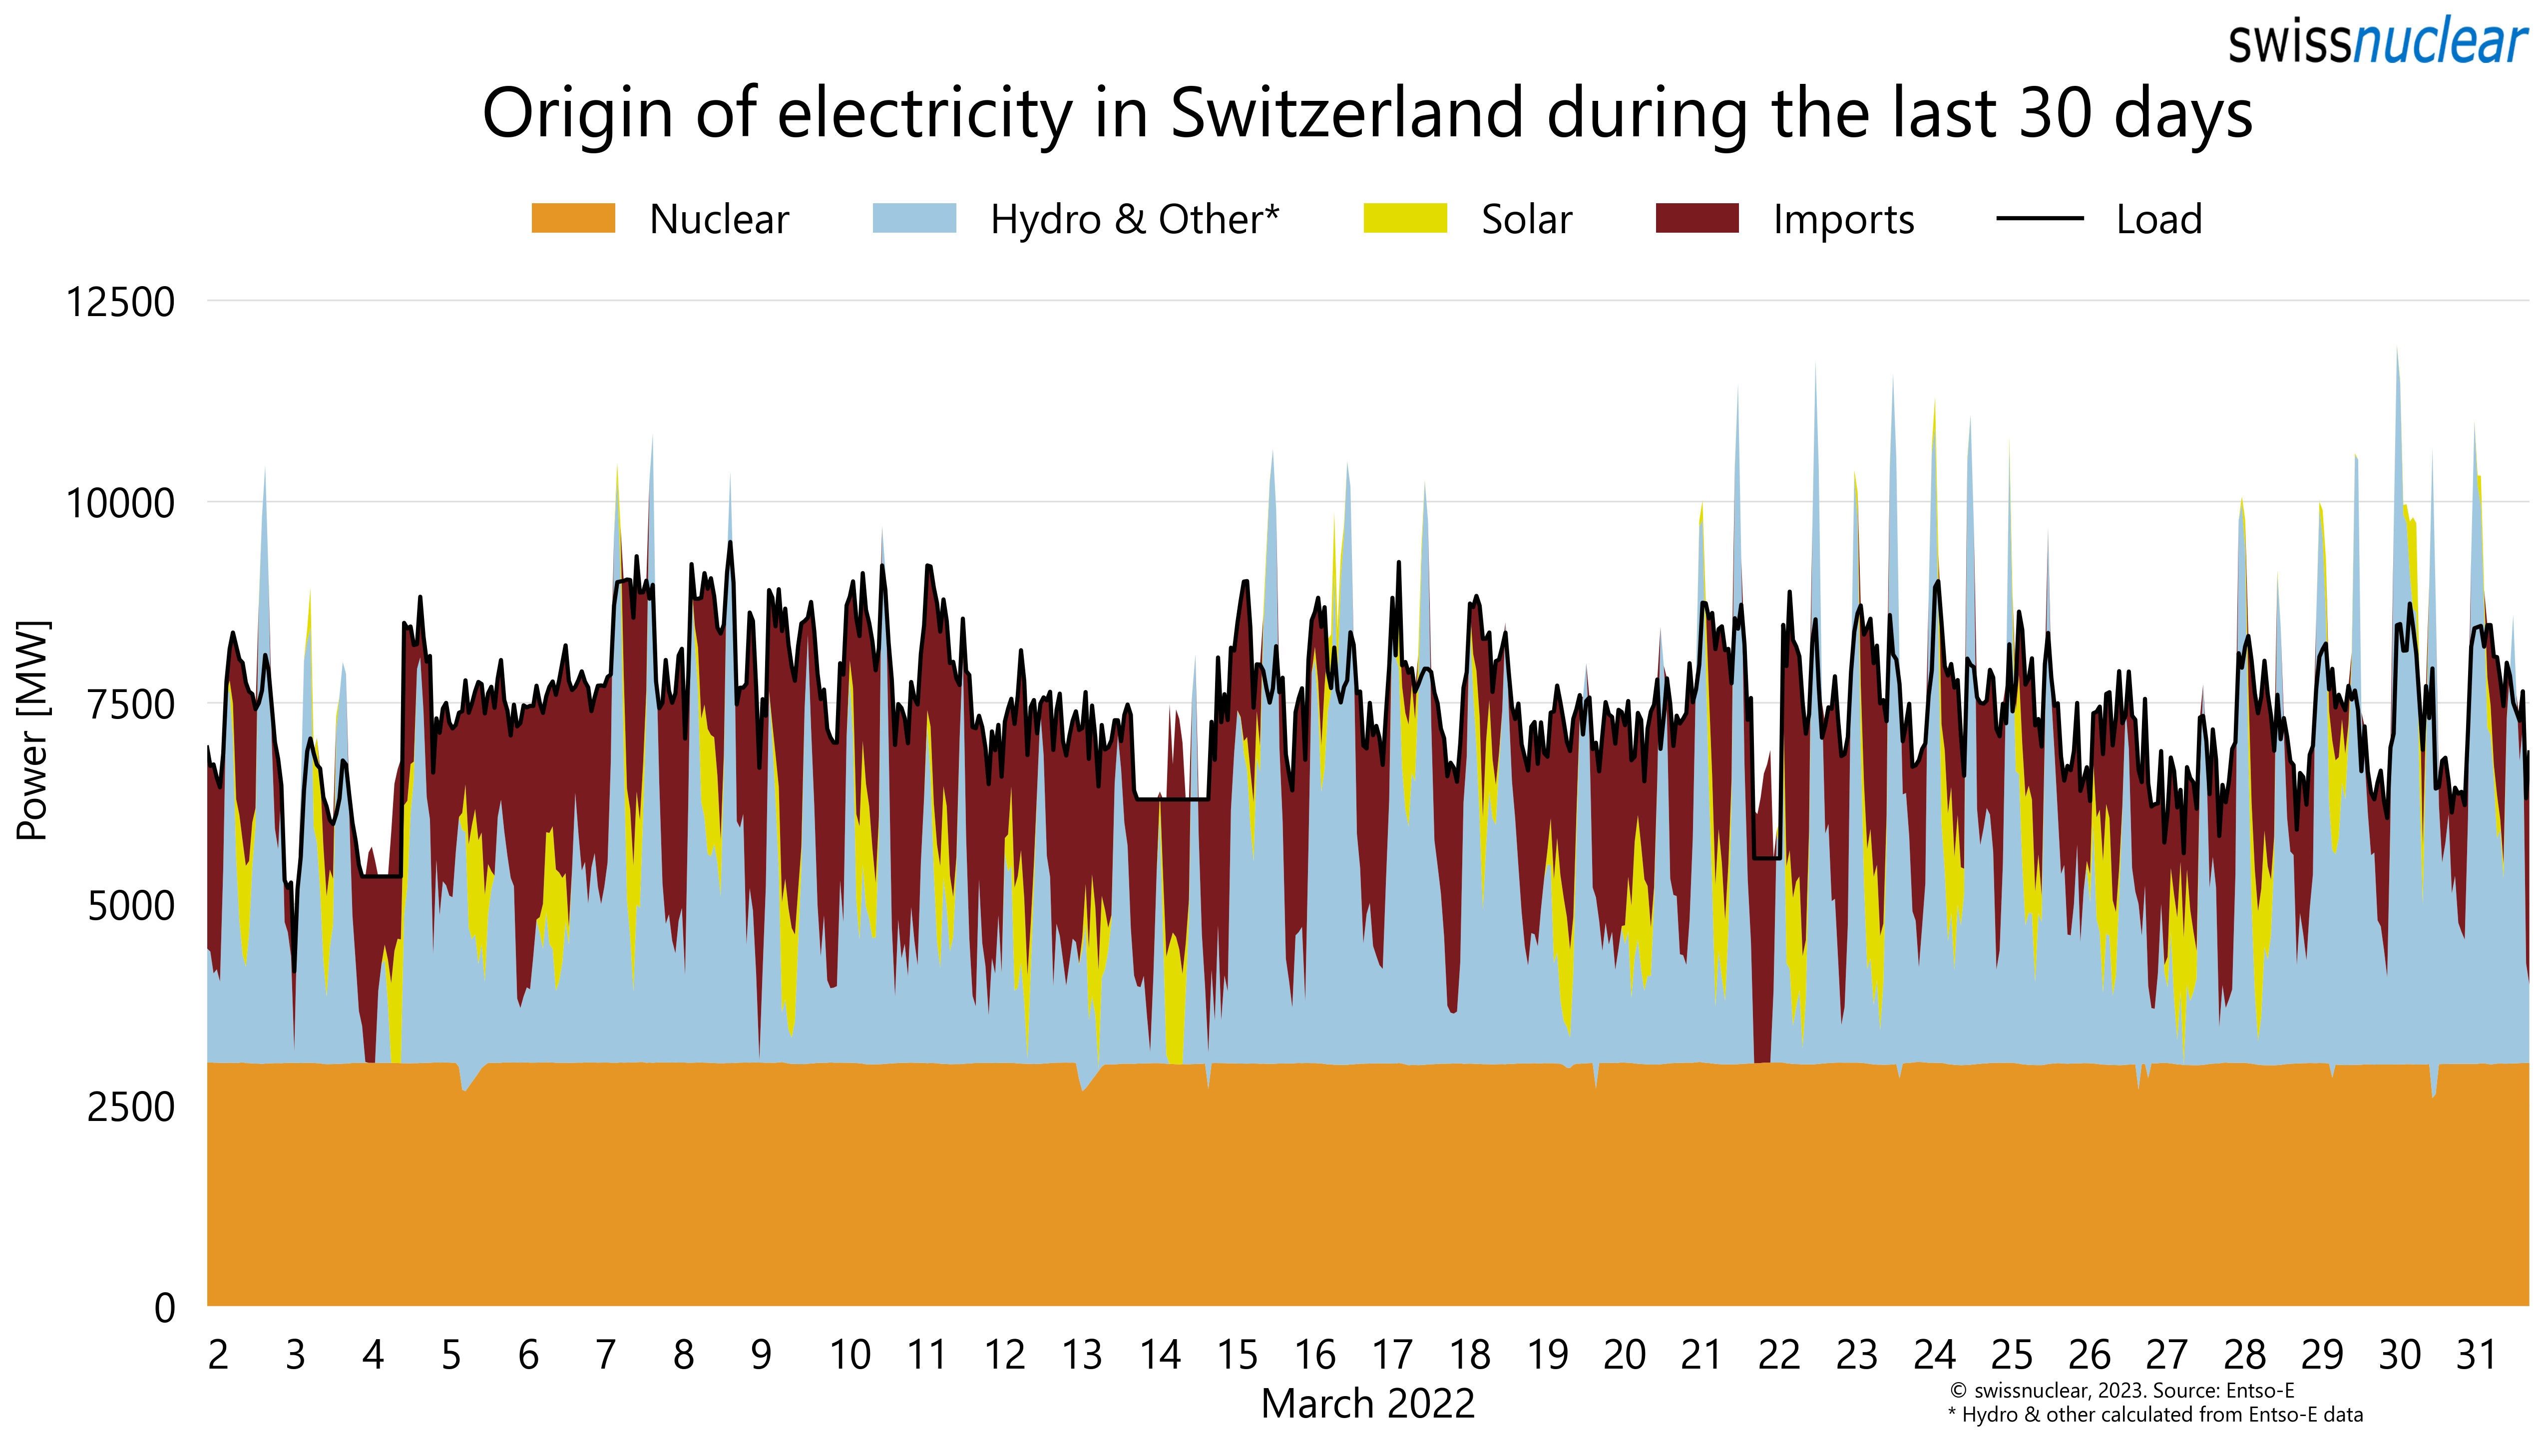 swissnuclear
Origin of electricity in Switzerland during the last 30 days
Nuclear Hydro & Other* Solar Imports Load
12500
10000
7500
5000
2500
0
Power [MW]
2 3 4 5 6 7 8 9 10 11 12 13 14 15 16 17 18 19 20 21 22 23 24 25 26 27 28 29 30 31
March 2022
© swissnuclear, 2023. Source: Entso-E
* Hydro & other calculated from Entso-E data